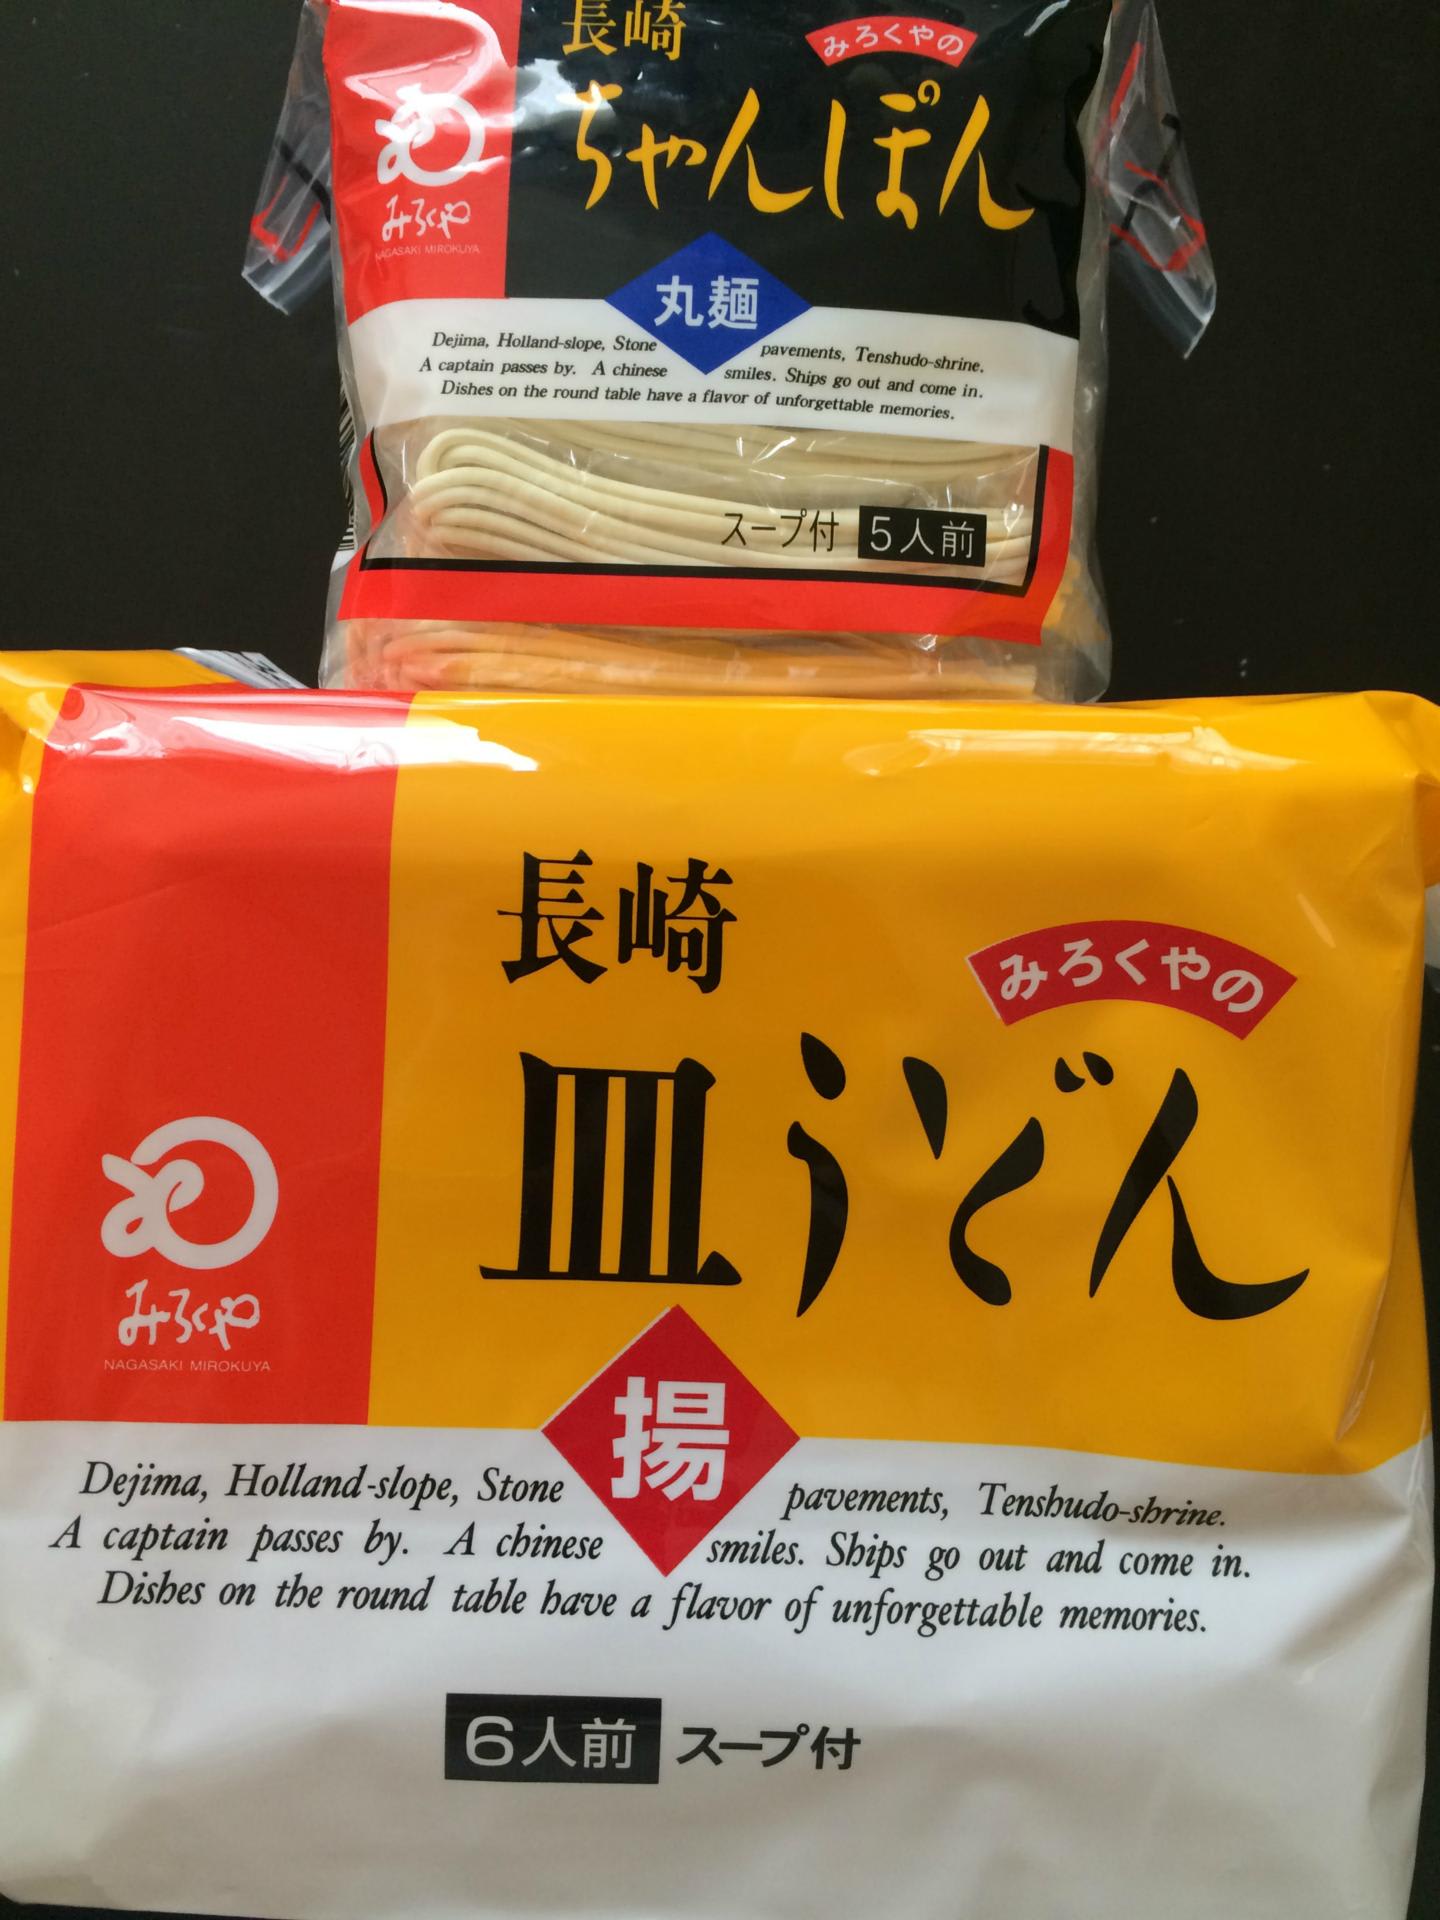 長崎
みろくやの
ちゃんぽん
みろくや
NAGASAKI MIROKUYA
丸麺
Dejima, Holland-slope, Stone pavements, Tenshudo-shrine.
A captain passes by. A chinese smiles. Ships go out and come in.
Dishes on the round table have a flavor of unforgettable memories.
スープ付 5人前
長崎
みろくやの
皿うどん
みろくや
NAGASAKI MIROKUYA
揚
Dejima, Holland-slope, Stone pavements, Tenshudo-shrine.
A captain passes by. A chinese smiles. Ships go out and come in.
Dishes on the round table have a flavor of unforgettable memories.
6人前 スープ付